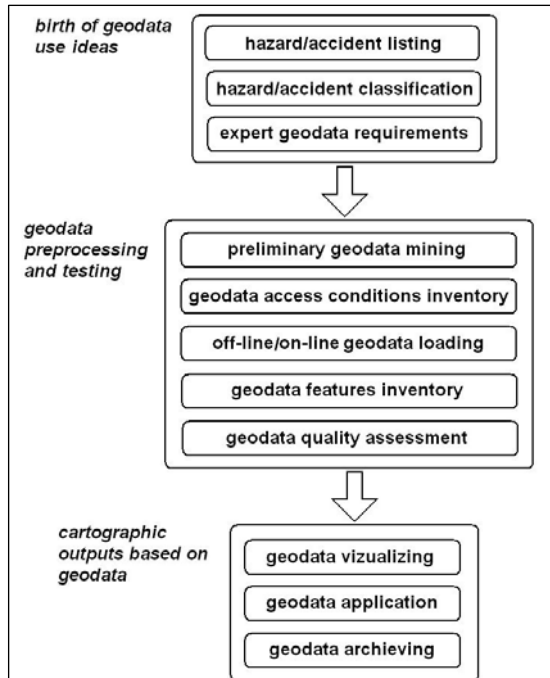 birth of geodata
use ideas
hazard/accident listing
hazard/accident classification
expert geodata requirements
geodata
preprocessing
and testing
preliminary geodata mining
geodata access conditions inventory
off-line/on-line geodata loading
geodata features inventory
geodata quality assessment
cartographic
outputs based on
geodata
geodata vizualizing
geodata application
geodata archieving